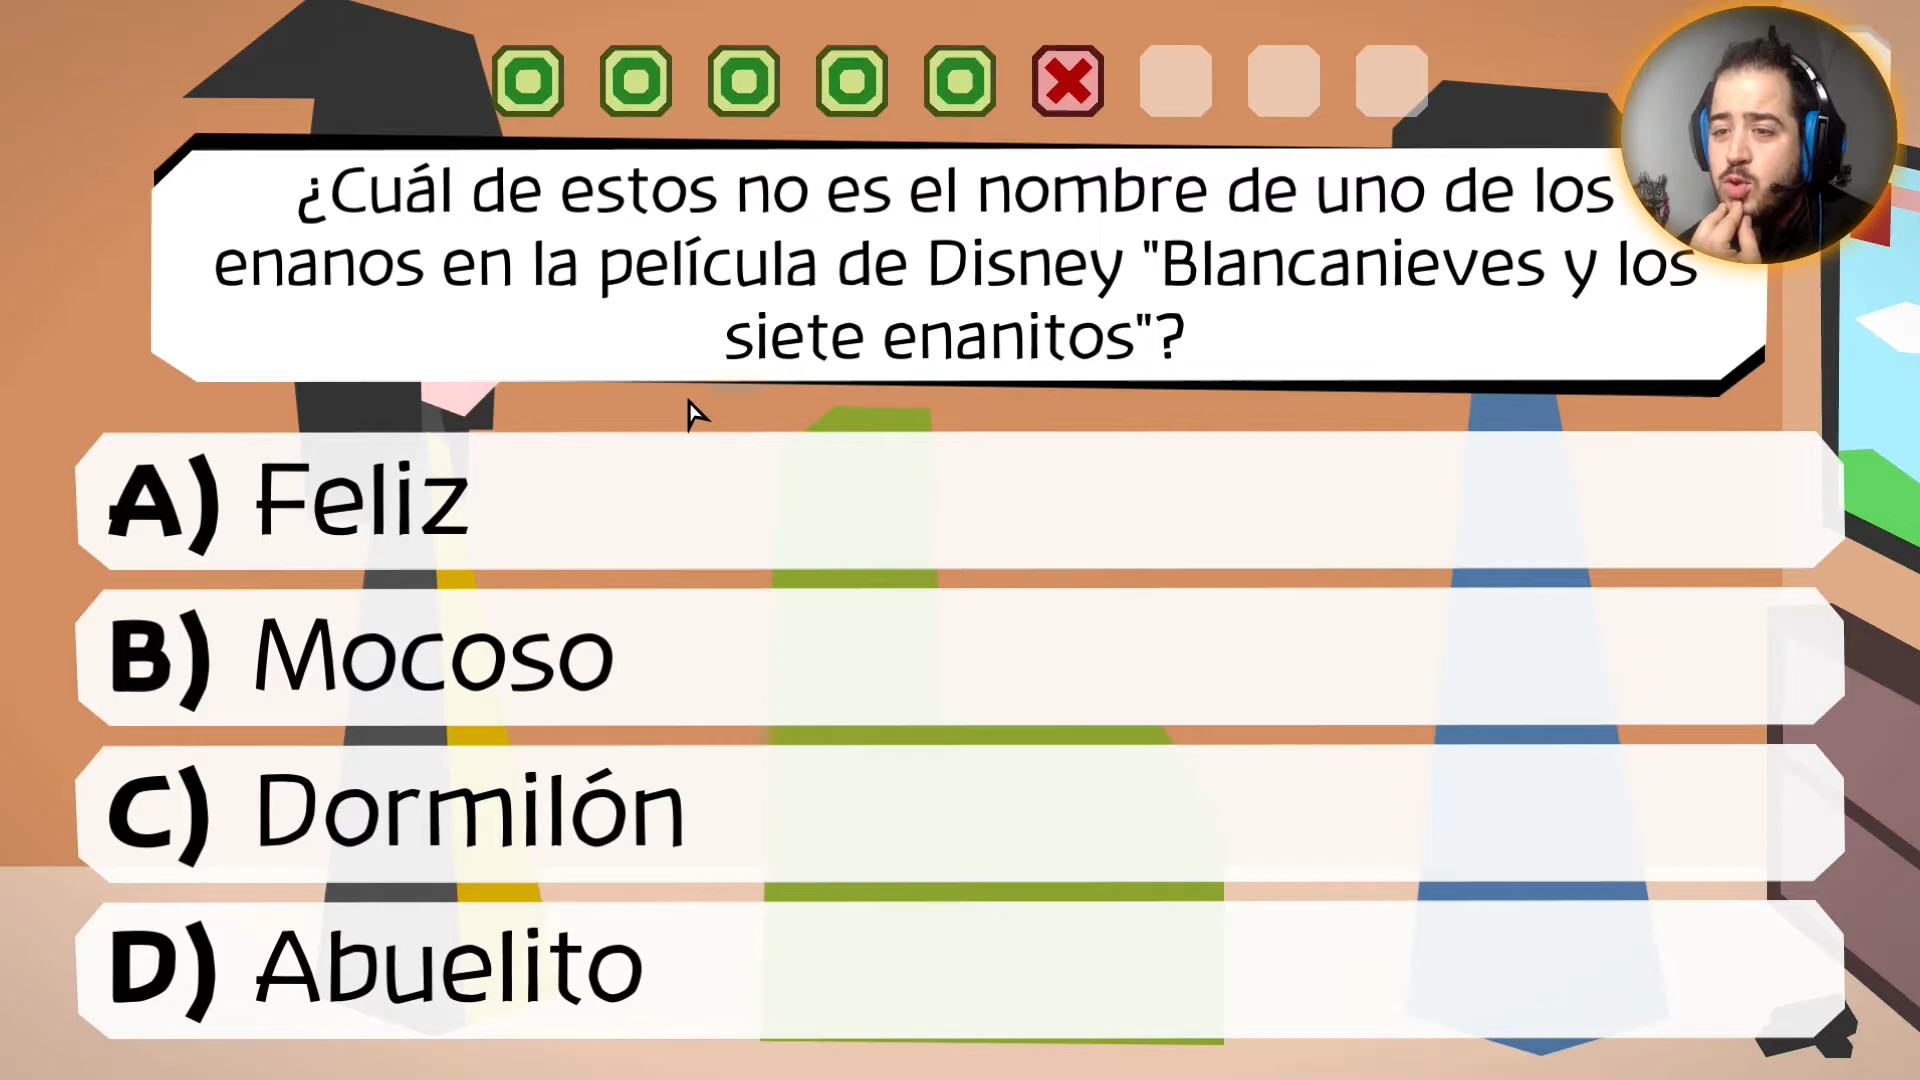 ¿Cuál de estos no es el nombre de uno de los
enanos en la película de Disney "Blancanieves y los
siete enanitos"?
A) Feliz
B) Mocoso
C) Dormilón
D) Abuelito